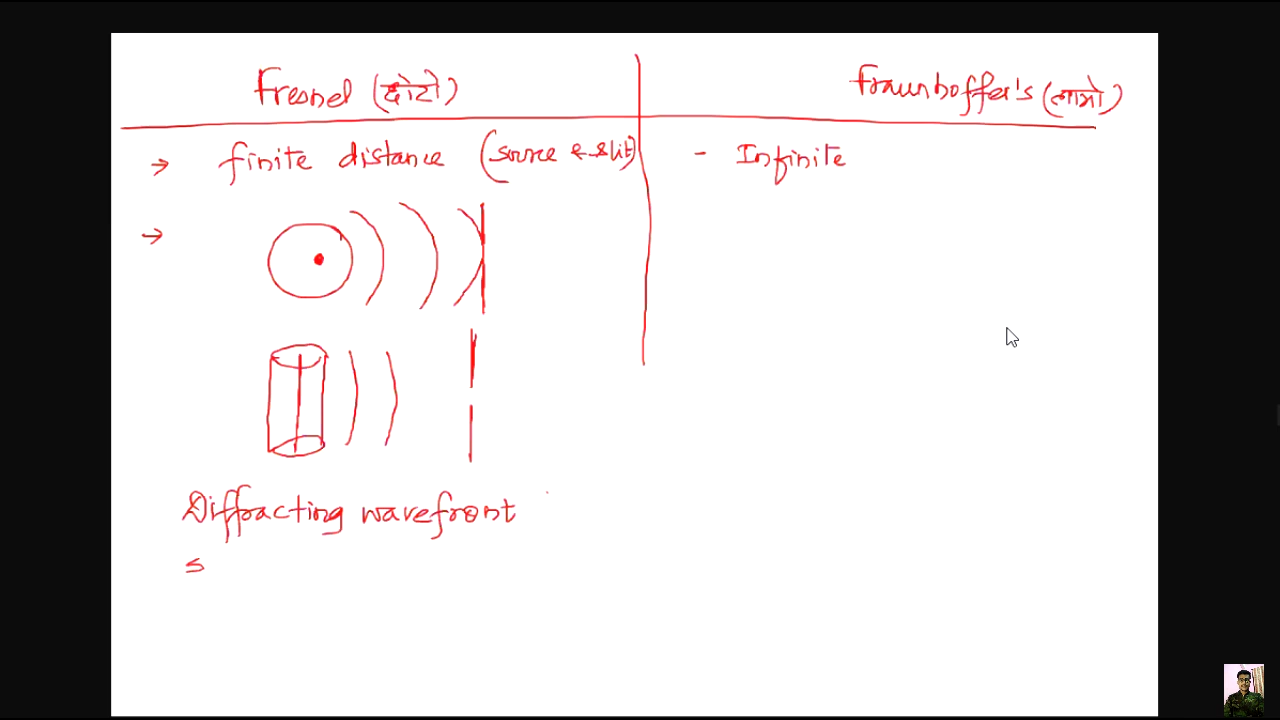 Fresnel (छोटो)
Fraunhoffer's (लामो)
→ finite distance (source & slit)
- Infinite
→
Diffracting wavefront
s